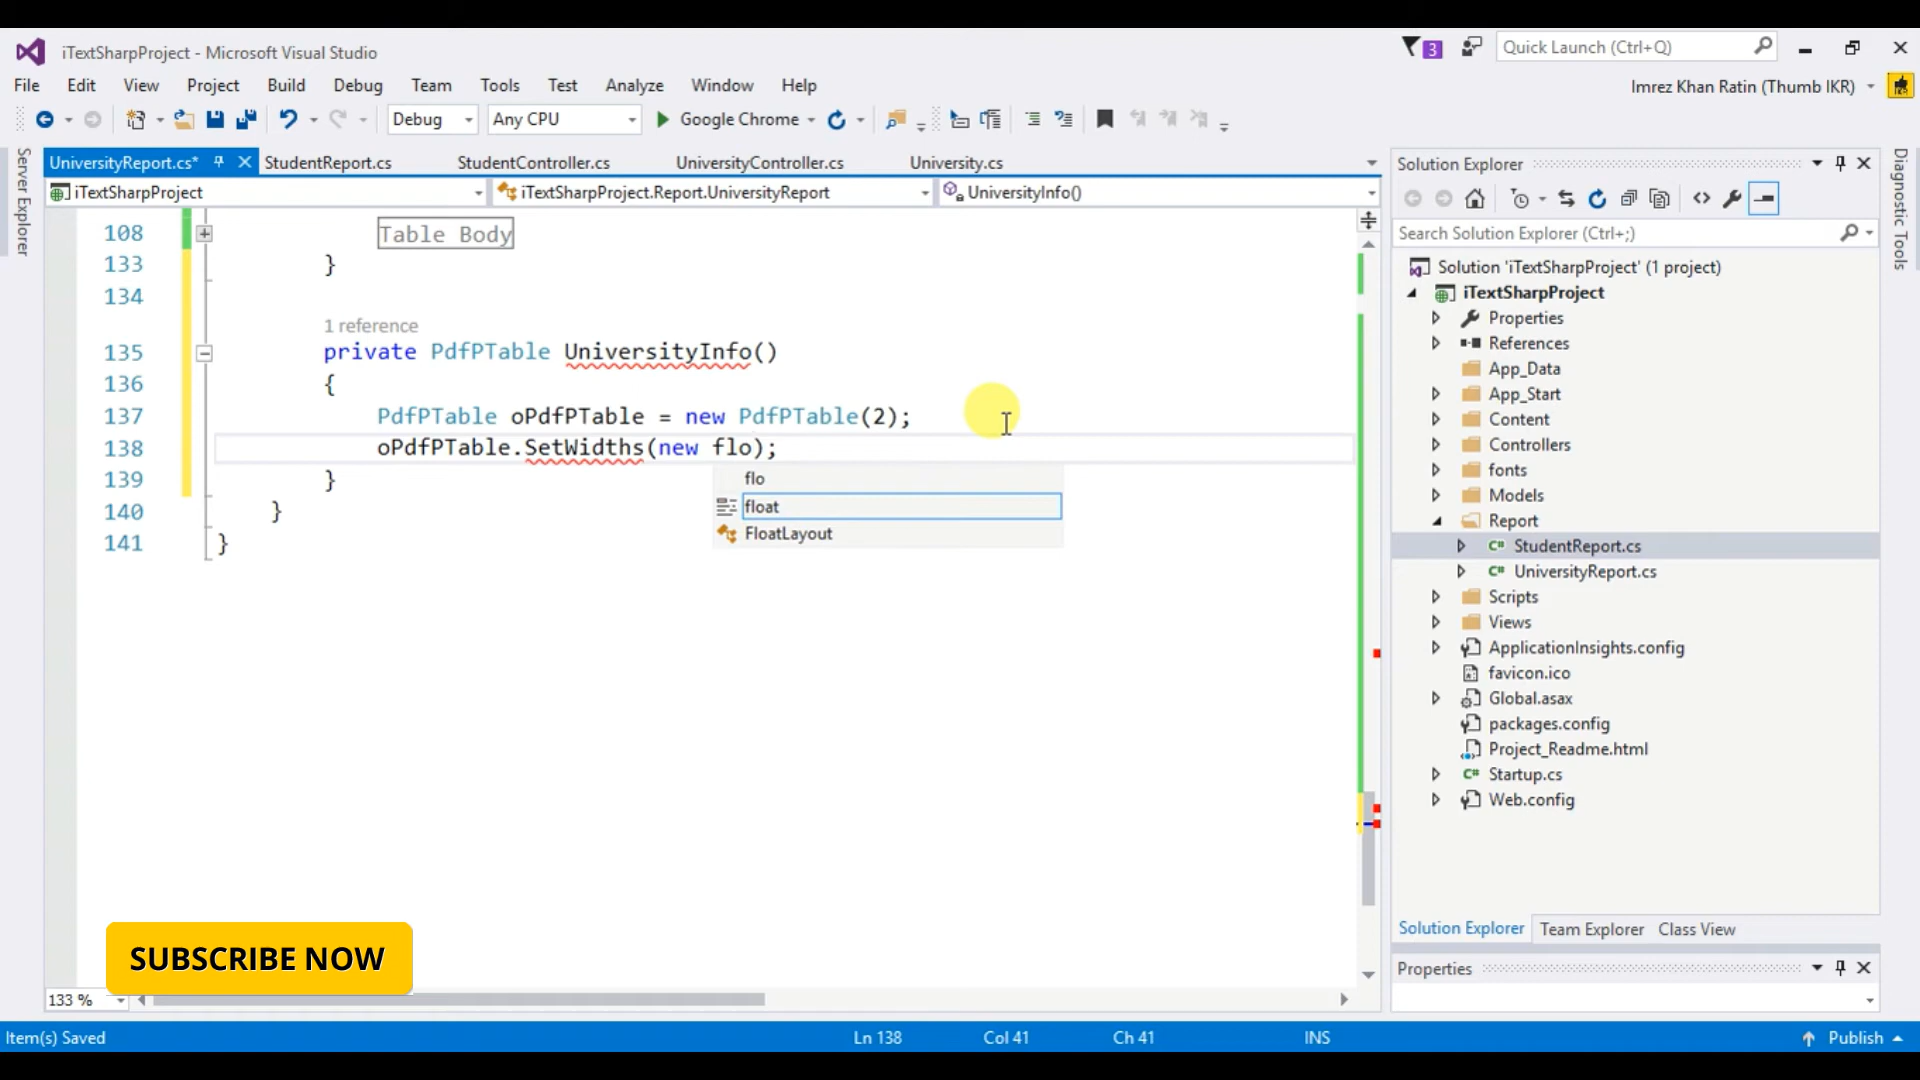 iTextSharpProject - Microsoft Visual Studio
3
Quick Launch (Ctrl+Q)
File Edit View Project Build Debug Team Tools Test Analyze Window Help
Imrez Khan Ratin (Thumb IKR)
Debug Any CPU Google Chrome
Server Explorer
UniversityReport.cs* StudentReport.cs StudentController.cs UniversityController.cs University.cs
iTextSharpProject iTextSharpProject.Report.UniversityReport UniversityInfo()
108 Table Body
133 }
134
1 reference
135 private PdfPTable UniversityInfo()
136 {
137 PdfPTable oPdfPTable = new PdfPTable(2);
138 oPdfPTable.SetWidths(new flo);
139 }
140 }
141 }
flo
float
FloatLayout
SUBSCRIBE NOW
133 %
Solution Explorer
Search Solution Explorer (Ctrl+;)
Solution 'iTextSharpProject' (1 project)
iTextSharpProject
Properties
References
App_Data
App_Start
Content
Controllers
fonts
Models
Report
C# StudentReport.cs
C# UniversityReport.cs
Scripts
Views
ApplicationInsights.config
favicon.ico
Global.asax
packages.config
Project_Readme.html
C# Startup.cs
Web.config
Solution Explorer Team Explorer Class View
Properties
Diagnostic Tools
Item(s) Saved Ln 138 Col 41 Ch 41 INS Publish